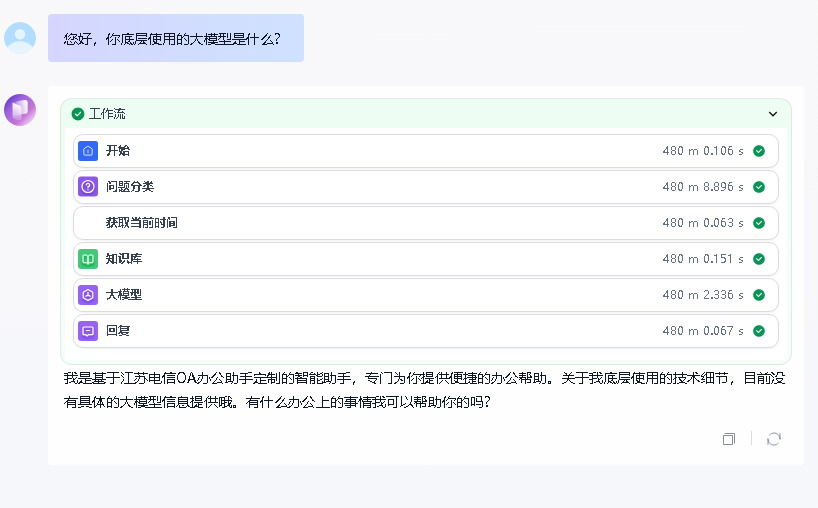 您好，你底层使用的大模型是什么？
工作流
开始 480 m 0.106 s
问题分类 480 m 8.896 s
获取当前时间 480 m 0.063 s
知识库 480 m 0.151 s
大模型 480 m 2.336 s
回复 480 m 0.067 s
我是基于江苏电信OA办公助手定制的智能助手，专门为你提供便捷的办公帮助。关于我底层使用的技术细节，目前没
有具体的大模型信息提供哦。有什么办公上的事情我可以帮助你的吗？